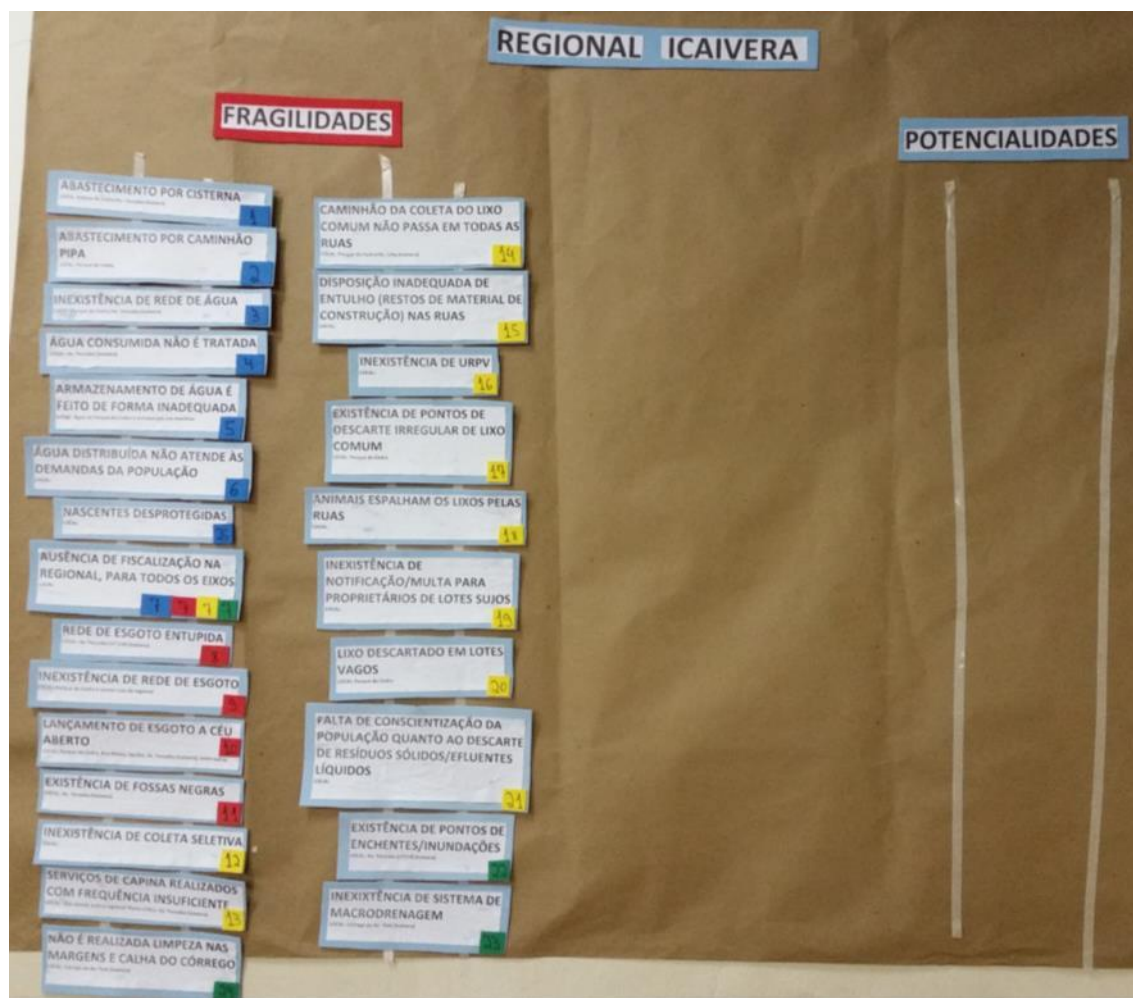 REGIONAL ICAIVERA
FRAGILIDADES
POTENCIALIDADES
ABASTECIMENTO POR CISTERNA
1
ABASTECIMENTO POR CAMINHÃO
PIPA
2
INEXISTÊNCIA DE REDE DE ÁGUA
3
ÁGUA CONSUMIDA NÃO É TRATADA
4
ARMAZENAMENTO DE ÁGUA É
FEITO DE FORMA INADEQUADA
5
ÁGUA DISTRIBUÍDA NÃO ATENDE ÀS
DEMANDAS DA POPULAÇÃO
6
NASCENTES DESPROTEGIDAS
AUSÊNCIA DE FISCALIZAÇÃO NA
REGIONAL, PARA TODOS OS EIXOS
7 7 7 7
REDE DE ESGOTO ENTUPIDA
8
INEXISTÊNCIA DE REDE DE ESGOTO
9
LANÇAMENTO DE ESGOTO A CÉU
ABERTO
10
EXISTÊNCIA DE FOSSAS NEGRAS
11
INEXISTÊNCIA DE COLETA SELETIVA
12
SERVIÇOS DE CAPINA REALIZADOS
COM FREQUÊNCIA INSUFICIENTE
13
NÃO É REALIZADA LIMPEZA NAS
MARGENS E CALHA DO CÓRREGO
CAMINHÃO DA COLETA DO LIXO
COMUM NÃO PASSA EM TODAS AS
RUAS
14
DISPOSIÇÃO INADEQUADA DE
ENTULHO (RESTOS DE MATERIAL DE
CONSTRUÇÃO) NAS RUAS
15
INEXISTÊNCIA DE URPV
16
EXISTÊNCIA DE PONTOS DE
DESCARTE IRREGULAR DE LIXO
COMUM
17
ANIMAIS ESPALHAM OS LIXOS PELAS
RUAS
18
INEXISTÊNCIA DE
NOTIFICAÇÃO/MULTA PARA
PROPRIETÁRIOS DE LOTES SUJOS
19
LIXO DESCARTADO EM LOTES
VAGOS
20
FALTA DE CONSCIENTIZAÇÃO DA
POPULAÇÃO QUANTO AO DESCARTE
DE RESÍDUOS SÓLIDOS/EFLUENTES
LÍQUIDOS
21
EXISTÊNCIA DE PONTOS DE
ENCHENTES/INUNDAÇÕES
22
INEXIXTÊNCIA DE SISTEMA DE
MACRODRENAGEM
23